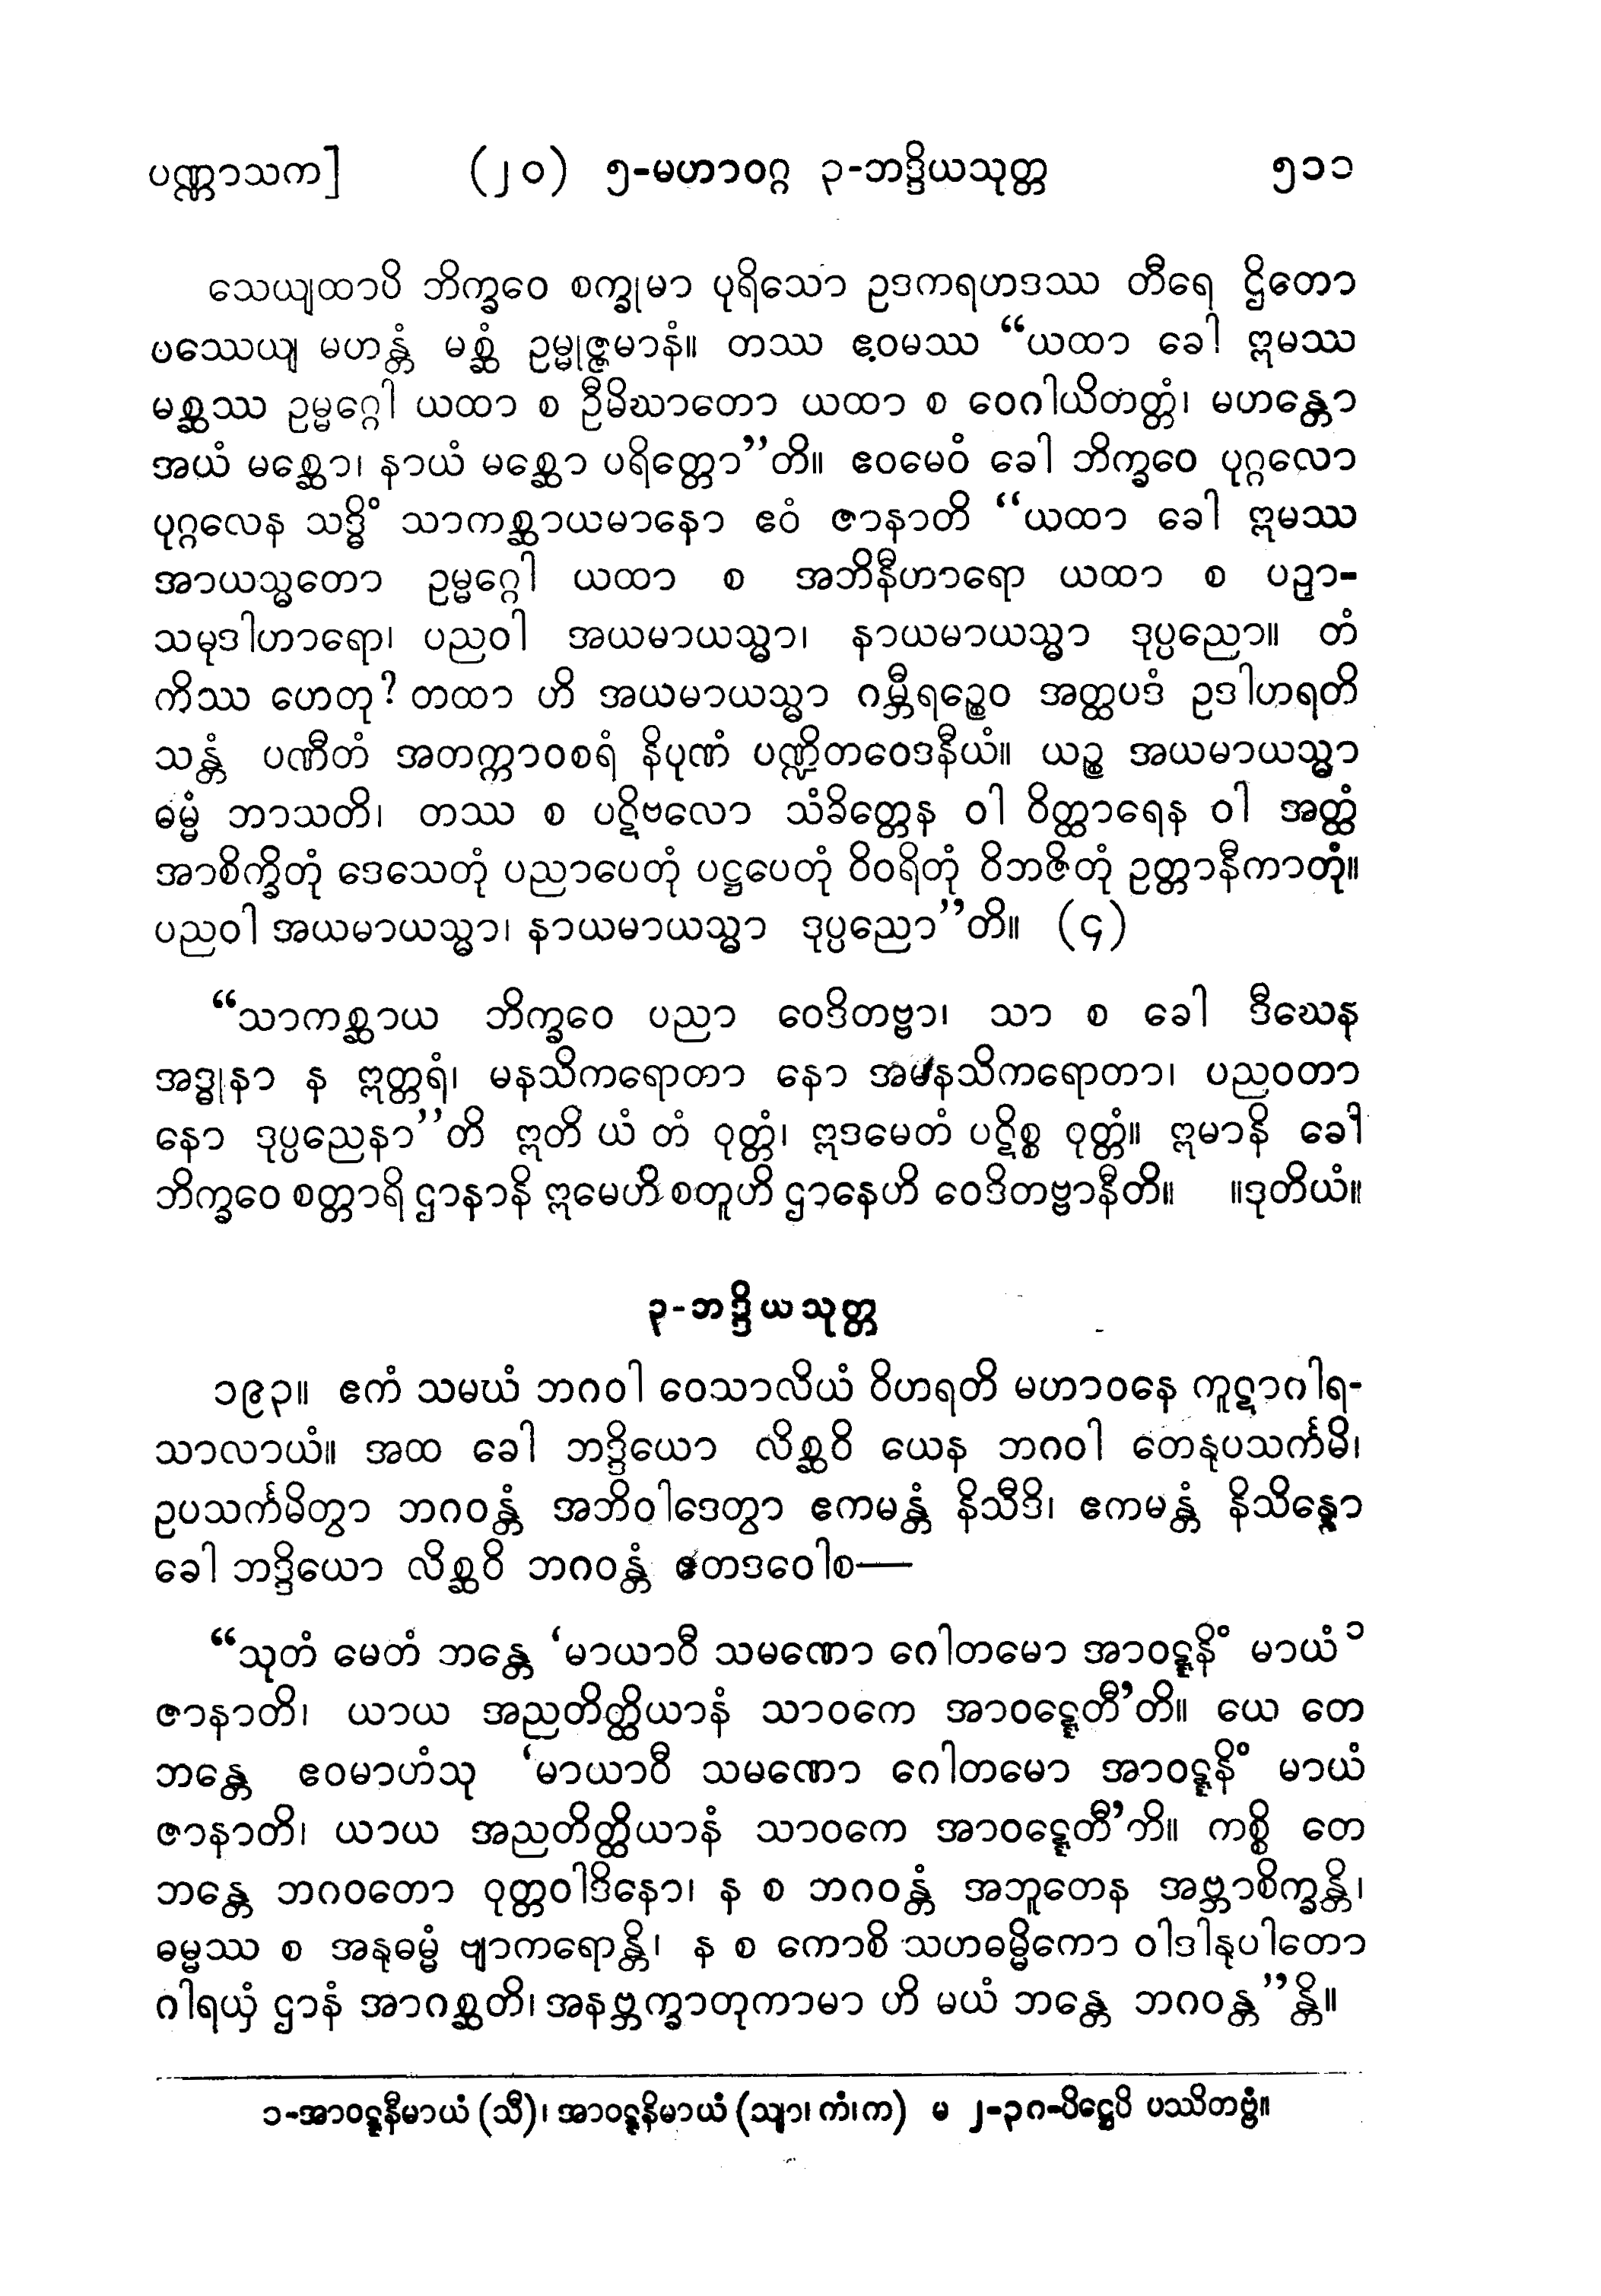 ပဏ္ဏာသက] (၂၀) ၅-မဟာဝဂ္ဂ ၃-ဘဒ္ဒိယသုတ္တ ၅၁၁
သေယျထာပိ ဘိက္ခဝေ စက္ခုမာ ပုရိသော ဥဒကရဟဒဿ တီရေ ဌိတော
ပဿေယျ မဟန္တံ မစ္ဆံ ဥမ္မုဇ္ဇမာနံ။ တဿ ဧဝမဿ “ယထာ ခေါ ဣမဿ
မစ္ဆဿ ဥမ္မဂ္ဂေါ ယထာ စ ဦမိဃာတော ယထာ စ ဝေဂါယိတတ္တံ၊ မဟန္တော
အယံ မစ္ဆော၊ နာယံ မစ္ဆော ပရိတ္တော”တိ။ ဧဝမေဝံ ခေါ ဘိက္ခဝေ ပုဂ္ဂလော
ပုဂ္ဂလေန သဒ္ဓိံ သာကစ္ဆာယမာနော ဧဝံ ဇာနာတိ “ယထာ ခေါ ဣမဿ
အာယသ္မတော ဥမ္မဂ္ဂေါ ယထာ စ အဘိနီဟာရော ယထာ စ ပဉှာ-
သမုဒါဟာရော၊ ပညဝါ အယမာယသ္မာ၊ နာယမာယသ္မာ ဒုပ္ပညော။ တံ
ကိဿ ဟေတု? တထာ ဟိ အယမာယသ္မာ ဂမ္ဘီရဉ္စေဝ အတ္ထပဒံ ဥဒါဟရတိ
သန္တံ ပဏီတံ အတက္ကာဝစရံ နိပုဏံ ပဏ္ဍိတဝေဒနီယံ။ ယဉ္စ အယမာယသ္မာ
ဓမ္မံ ဘာသတိ၊ တဿ စ ပဋိဗလော သံခိတ္တေန ဝါ ဝိတ္ထာရေန ဝါ အတ္ထံ
အာစိက္ခိတုံ ဒေသေတုံ ပညာပေတုံ ပဋ္ဌပေတုံ ဝိဝရိတုံ ဝိဘဇိတုံ ဥတ္တာနီကာတုံ။
ပညဝါ အယမာယသ္မာ၊ နာယမာယသ္မာ ဒုပ္ပညော”တိ။ (၄)
“သာကစ္ဆာယ ဘိက္ခဝေ ပညာ ဝေဒိတဗ္ဗာ၊ သာ စ ခေါ ဒီဃေန
အဒ္ဓုနာ န ဣတ္တရံ၊ မနသိကရောတာ နော အမနသိကရောတာ၊ ပညဝတာ
နော ဒုပ္ပညေနာ”တိ ဣတိ ယံ တံ ဝုတ္တံ၊ ဣဒမေတံ ပဋိစ္စ ဝုတ္တံ။ ဣမာနိ ခေါ
ဘိက္ခဝေ စတ္တာရိ ဌာနာနိ ဣမေဟိ စတူဟိ ဌာနေဟိ ဝေဒိတဗ္ဗာနီတိ။ ။ဒုတိယံ။
၃-ဘဒ္ဒိယသုတ္တ
၁၉၃။ ဧကံ သမယံ ဘဂဝါ ဝေသာလိယံ ဝိဟရတိ မဟာဝနေ ကူဋာဂါရ-
သာလာယံ။ အထ ခေါ ဘဒ္ဒိယော လိစ္ဆဝိ ယေန ဘဂဝါ တေနုပသင်္ကမိ၊
ဥပသင်္ကမိတွာ ဘဂဝန္တံ အဘိဝါဒေတွာ ဧကမန္တံ နိသီဒိ၊ ဧကမန္တံ နိသိန္နော
ခေါ ဘဒ္ဒိယော လိစ္ဆဝိ ဘဂဝန္တံ ဧတဒဝေါစ—
“သုတံ မေတံ ဘန္တေ ‘မာယာဝီ သမဏော ဂေါတမော အာဝဋ္ဋနိံ မာယံ ၁
ဇာနာတိ၊ ယာယ အညတိတ္ထိယာနံ သာဝကေ အာဝဋ္ဋေတီ’တိ။ ယေ တေ
ဘန္တေ ဧဝမာဟံသု ‘မာယာဝီ သမဏော ဂေါတမော အာဝဋ္ဋနိံ မာယံ
ဇာနာတိ၊ ယာယ အညတိတ္ထိယာနံ သာဝကေ အာဝဋ္ဋေတီ’တိ။ ကစ္စိ တေ
ဘန္တေ ဘဂဝတော ဝုတ္တဝါဒိနော၊ န စ ဘဂဝန္တံ အဘူတေန အဗ္ဘာစိက္ခန္တိ၊
ဓမ္မဿ စ အနုဓမ္မံ ဗျာကရောန္တိ၊ န စ ကောစိ သဟဓမ္မိကော ဝါဒါနုပါတော
ဂါရယှံ ဌာနံ အာဂစ္ဆတိ၊ အနဗ္ဘက္ခာတုကာမာ ဟိ မယံ ဘန္တေ ဘဂဝန္တ”န္တိ။
၁-အာဝဋ္ဋနီမာယံ (သီ)၊ အာဝဋ္ဋနိမာယံ (သျာ၊ ကံ၊က) မ ၂-၃၈-ပိဋ္ဌေပိ ပဿိတဗ္ဗံ။